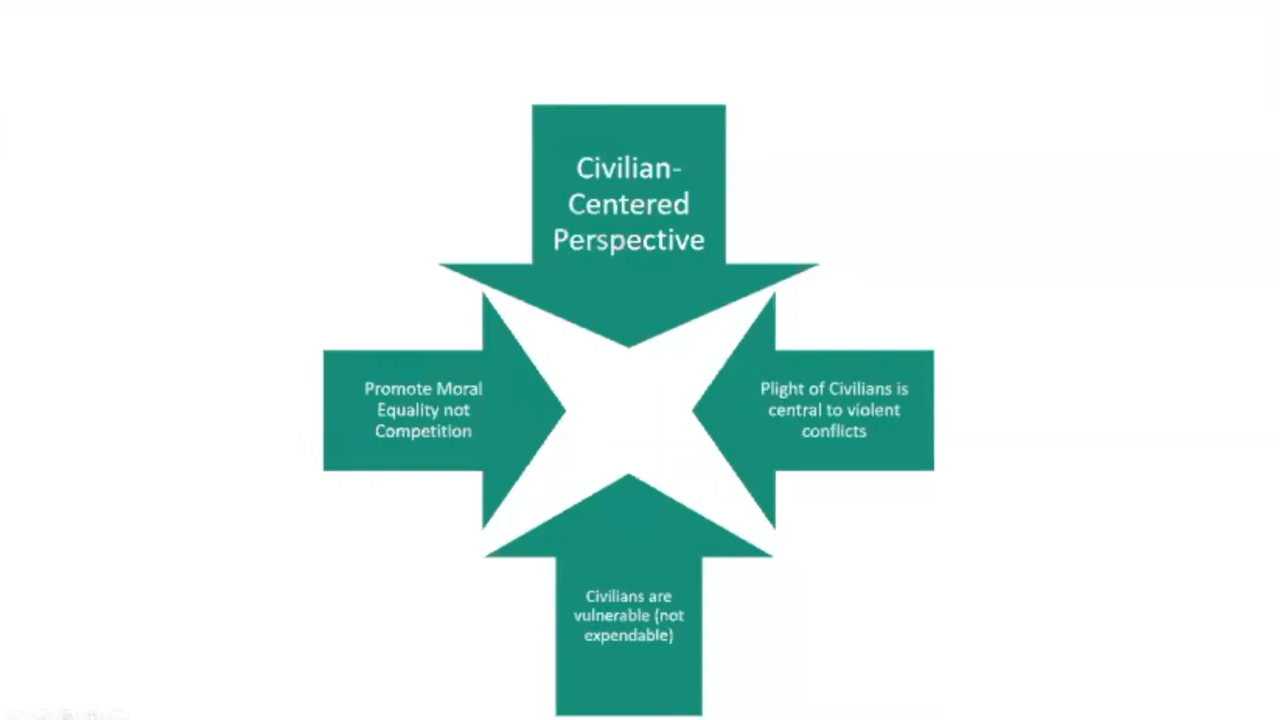 Civilian-
Centered
Perspective
Promote Moral
Equality not
Competition
Plight of Civilians is
central to violent
conflicts
Civilians are
vulnerable (not
expendable)